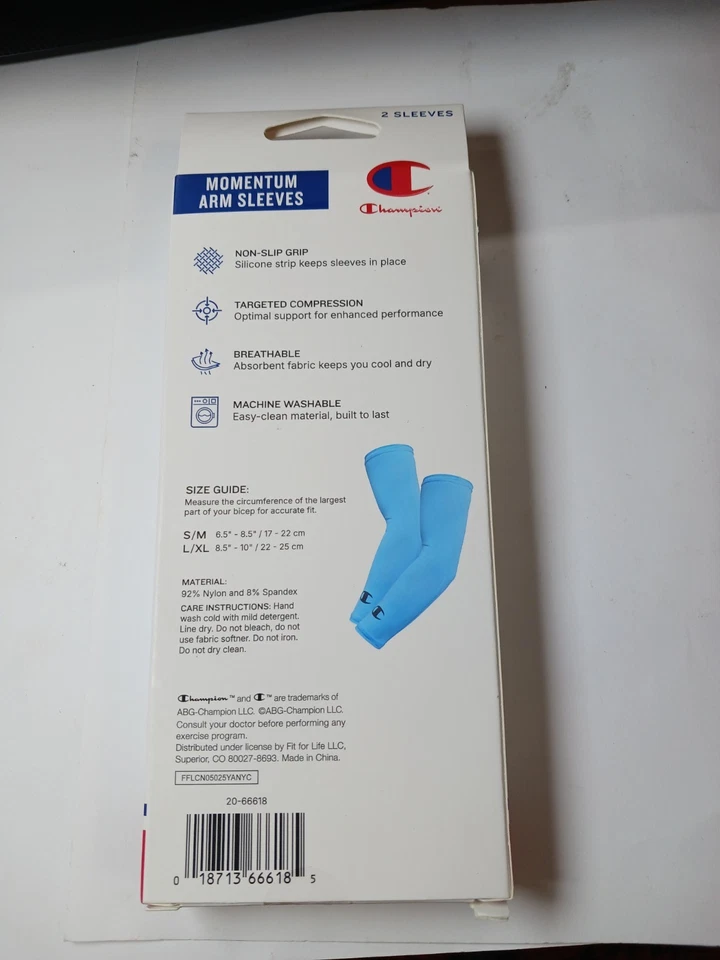 2 SLEEVES
MOMENTUM
ARM SLEEVES
Champion
NON-SLIP GRIP
Silicone strip keeps sleeves in place
TARGETED COMPRESSION
Optimal support for enhanced performance
BREATHABLE
Absorbent fabric keeps you cool and dry
MACHINE WASHABLE
Easy-clean material, built to last
SIZE GUIDE:
Measure the circumference of the largest
part of your bicep for accurate fit.
S/M 6.5" - 8.5" / 17 - 22 cm
L/XL 8.5" - 10" / 22 - 25 cm
MATERIAL:
92% Nylon and 8% Spandex
CARE INSTRUCTIONS: Hand
wash cold with mild detergent.
Line dry. Do not bleach, do not
use fabric softner. Do not iron.
Do not dry clean.
Champion ™ and C ™ are trademarks of
ABG-Champion LLC. ©ABG-Champion LLC.
Consult your doctor before performing any
exercise program.
Distributed under license by Fit for Life LLC,
Superior, CO 80027-8693. Made in China.
FFLCN05025YANYC
20-66618
0 18713 66618 5